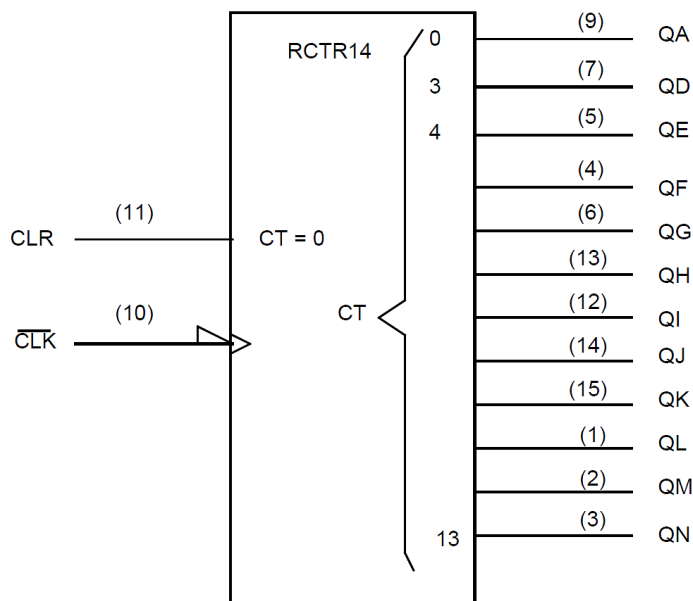 RCTR14
0 (9) QA
3 (7) QD
4 (5) QE
(4) QF
(6) QG
CLR (11) CT = 0
(13) QH
(12) QI
C̅L̅K̅ (10) CT
(14) QJ
(15) QK
(1) QL
(2) QM
13 (3) QN